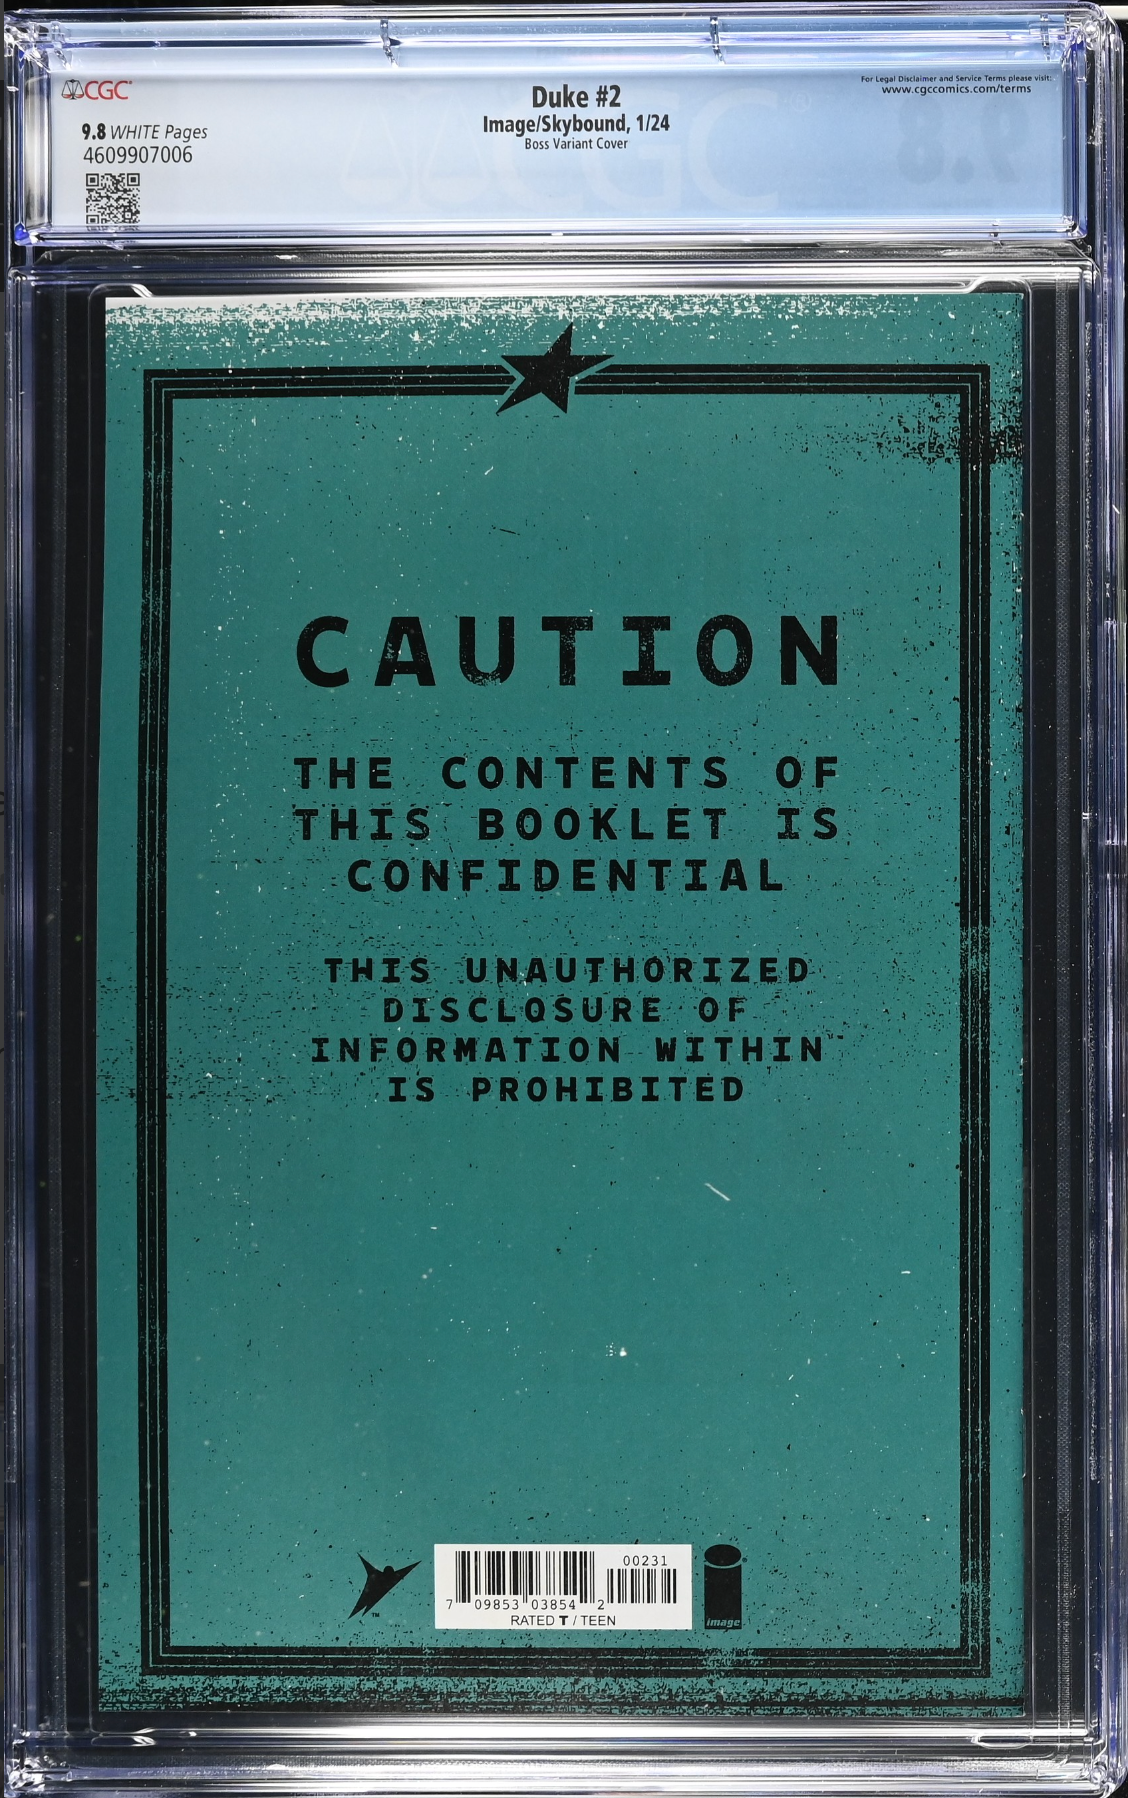 CGC
For Legal Disclaimer and Service Terms please visit:
www.cgccomics.com/terms
Duke #2
Image/Skybound, 1/24
Boss Variant Cover
9.8 WHITE Pages
4609907006
CAUTION
THE CONTENTS OF
THIS BOOKLET IS
CONFIDENTIAL
THIS UNAUTHORIZED
DISCLOSURE OF
INFORMATION WITHIN
IS PROHIBITED
00231
7 09853 03854 2
RATED T / TEEN
TM
image